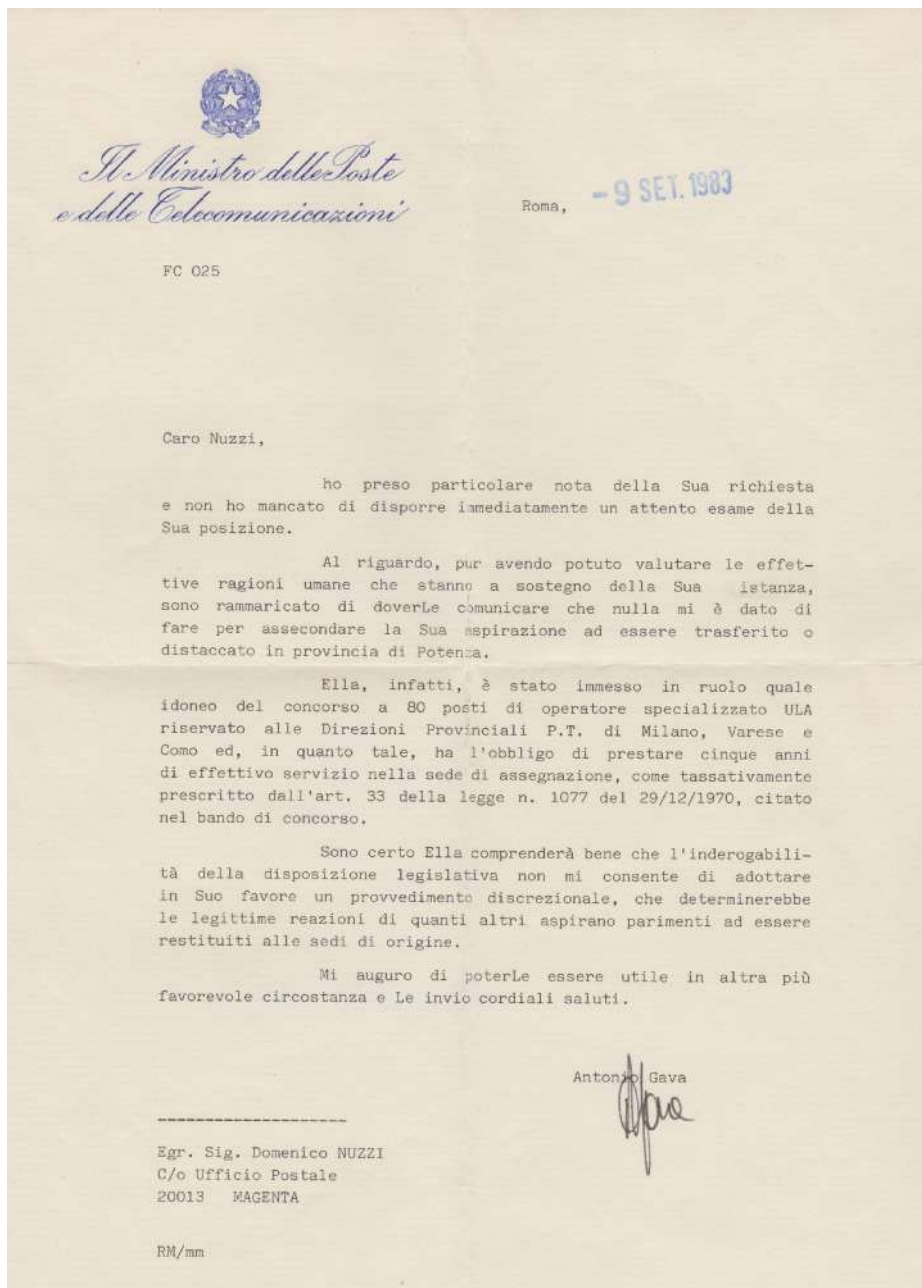 Il Ministro delle Poste
e delle Telecomunicazioni
Roma, - 9 SET. 1983
FC 025
Caro Nuzzi,
ho preso particolare nota della Sua richiesta
e non ho mancato di disporre immediatamente un attento esame della
Sua posizione.
Al riguardo, pur avendo potuto valutare le effet-
tive ragioni umane che stanno a sostegno della Sua istanza,
sono rammaricato di doverLe comunicare che nulla mi è dato di
fare per assecondare la Sua aspirazione ad essere trasferito o
distaccato in provincia di Potenza.
Ella, infatti, è stato immesso in ruolo quale
idoneo del concorso a 80 posti di operatore specializzato ULA
riservato alle Direzioni Provinciali P.T. di Milano, Varese e
Como ed, in quanto tale, ha l'obbligo di prestare cinque anni
di effettivo servizio nella sede di assegnazione, come tassativamente
prescritto dall'art. 33 della legge n. 1077 del 29/12/1970, citato
nel bando di concorso.
Sono certo Ella comprenderà bene che l'inderogabili-
tà della disposizione legislativa non mi consente di adottare
in Suo favore un provvedimento discrezionale, che determinerebbe
le legittime reazioni di quanti altri aspirano parimenti ad essere
restituiti alle sedi di origine.
Mi auguro di poterLe essere utile in altra più
favorevole circostanza e Le invio cordiali saluti.
Antonio Gava
Egr. Sig. Domenico NUZZI
C/o Ufficio Postale
20013 MAGENTA
RM/mm